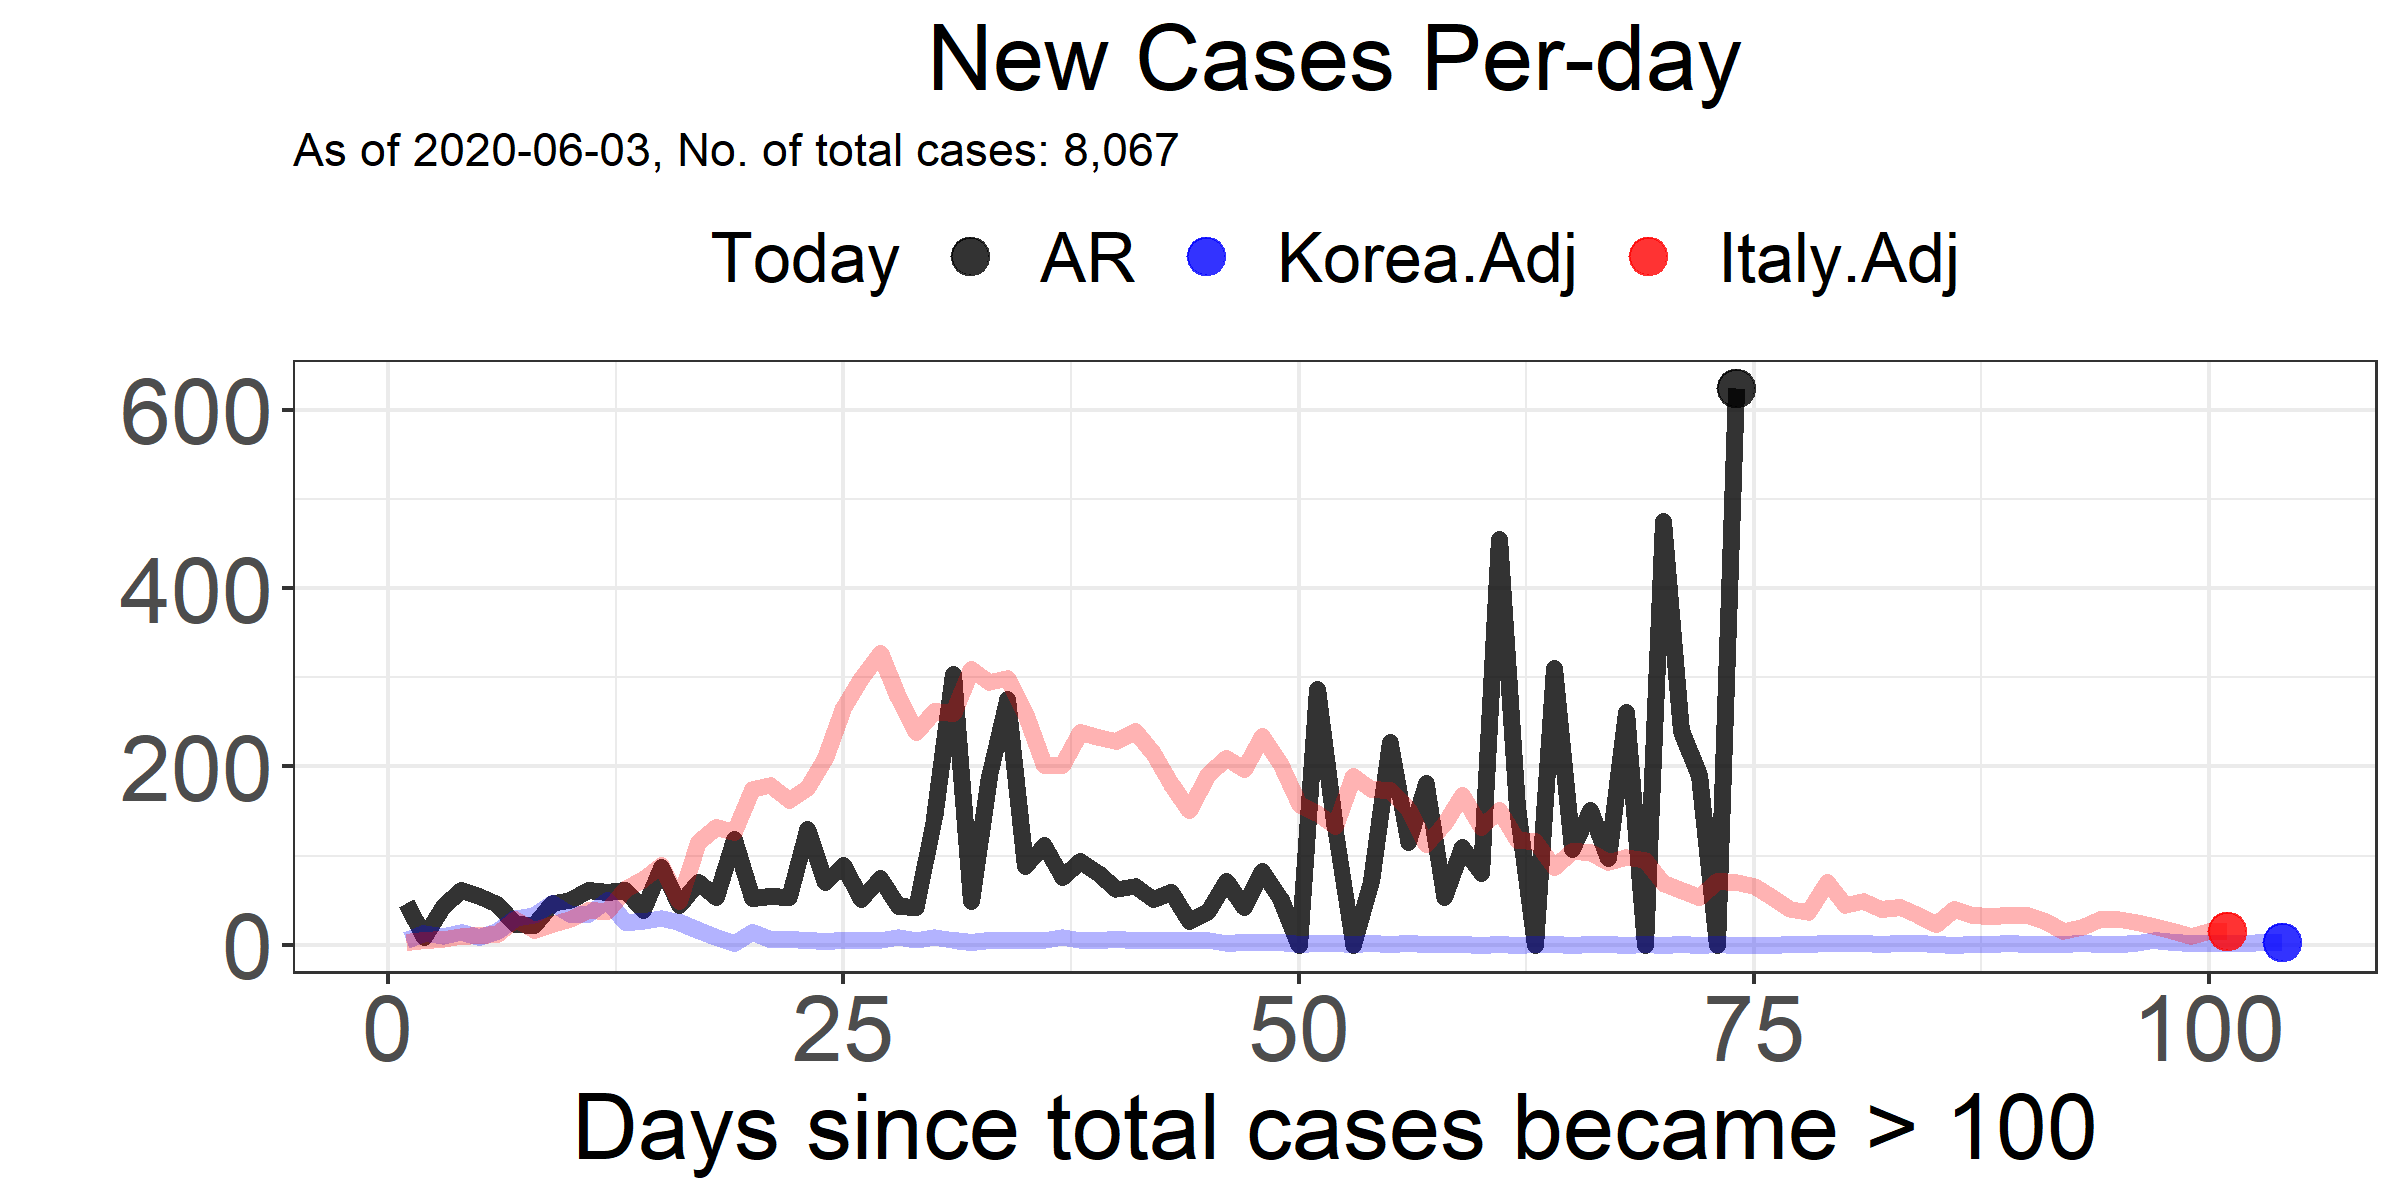 New Cases Per-day
As of 2020-06-03, No. of total cases: 8,067
Today AR Korea.Adj Italy.Adj
600
400
200
0
0 25 50 75 100
Days since total cases became > 100